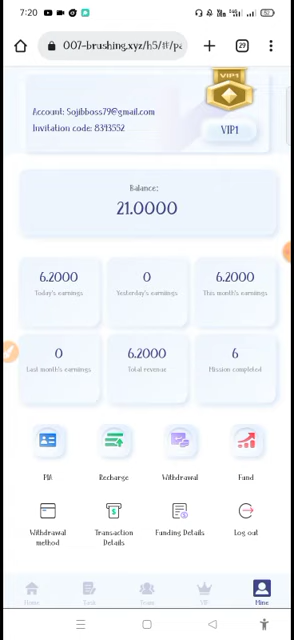 7:20
007-brushing.xyz/h5/#/pa
29
VIP1
Account: Sojibboss79@gmail.com
Invitation code: 8393552
VIP1
Balance:
21.0000
6.2000
0
6.2000
Today's earnings
Yesterday's earnings
This month's earnings
0
6.2000
6
Last month's earnings
Total revenue
Mission completed
PIA
Recharge
Withdrawal
Fund
Withdrawal method
Transaction Details
Funding Details
Log out
Home
Task
Team
VIP
Mine